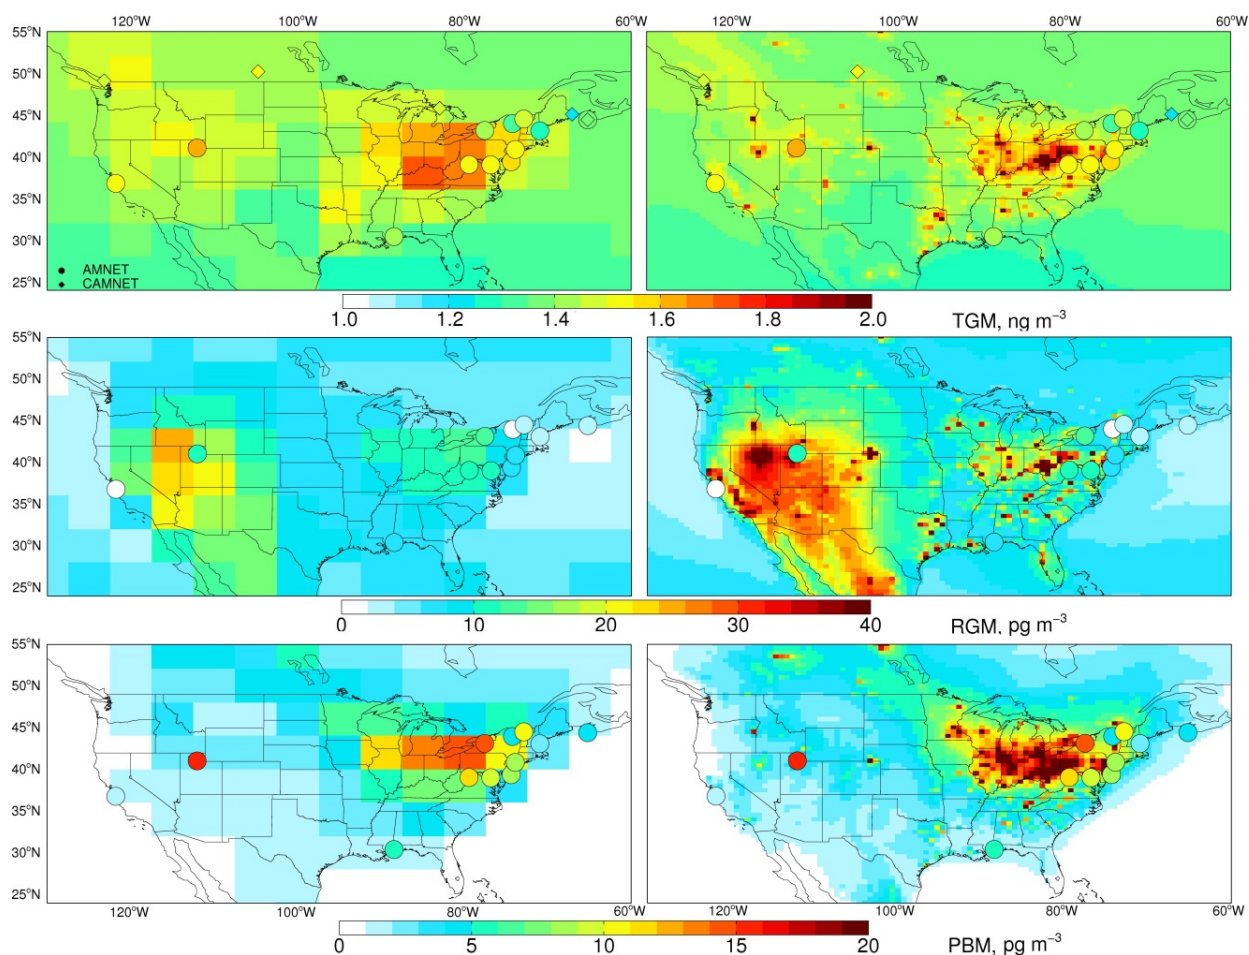 120°W 100°W 80°W 60°W 120°W 100°W 80°W 60°W
55°N
50°N
45°N
40°N
35°N
30°N
25°N
AMNET
CAMNET
1.0 1.2 1.4 1.6 1.8 2.0 TGM, ng m⁻³
55°N
50°N
45°N
40°N
35°N
30°N
25°N
0 10 20 30 40 RGM, pg m⁻³
55°N
50°N
45°N
40°N
35°N
30°N
25°N
120°W 100°W 80°W 120°W 100°W 80°W 60°W
60°W
0 5 10 15 20 PBM, pg m⁻³